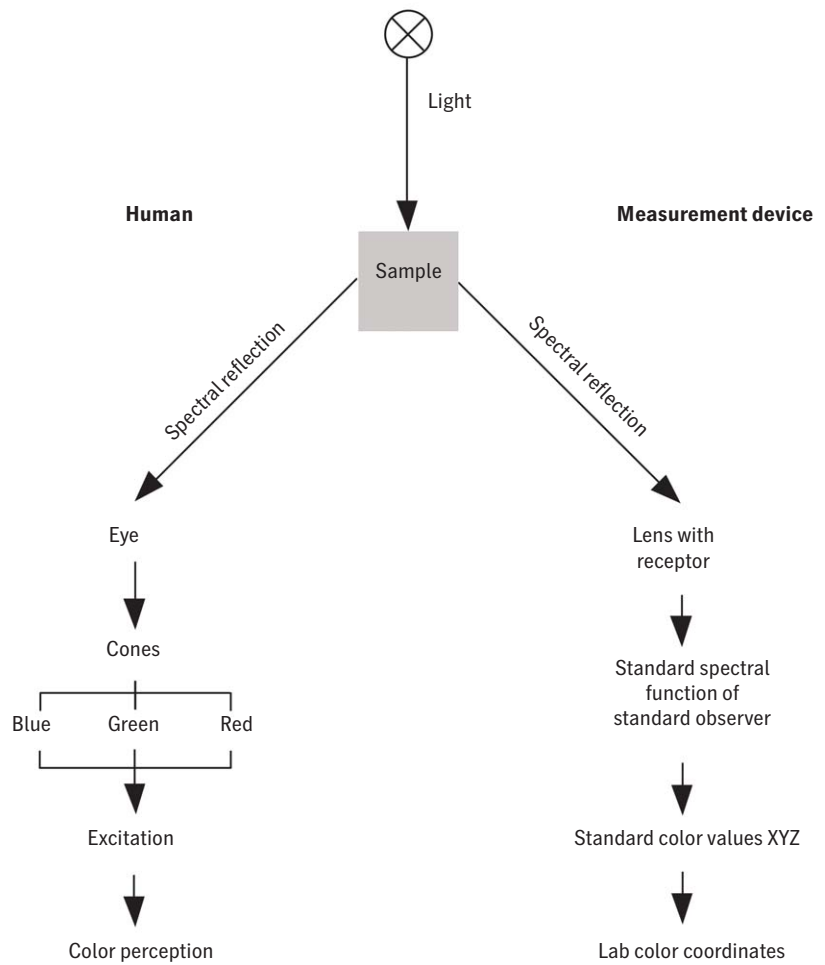 Light
Human
Measurement device
Sample
Spectral reflection
Spectral reflection
Eye
Lens with
receptor
Cones
Standard spectral
function of
standard observer
Blue Green Red
Excitation
Standard color values XYZ
Color perception
Lab color coordinates